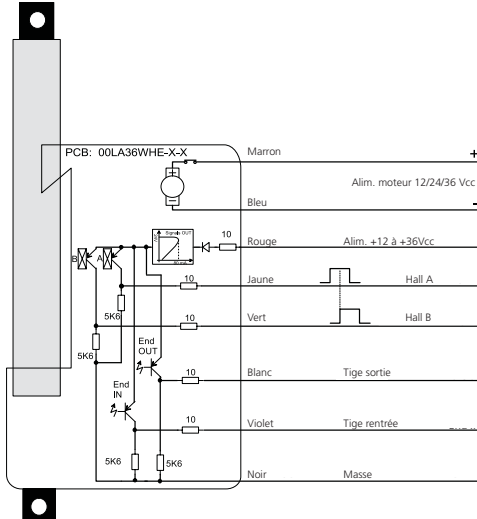 PCB: 00LA36WHE-X-X
Marron
+
Alim. moteur 12/24/36 Vcc
Bleu
-
Signals OUT
10
Rouge
Alim. +12 à +36Vcc
B
A
10
Jaune
Hall A
5K6
10
Vert
Hall B
5K6
End
OUT
10
Blanc
Tige sortie
End
IN
10
Violet
Tige rentrée
5K6
5K6
Noir
Masse